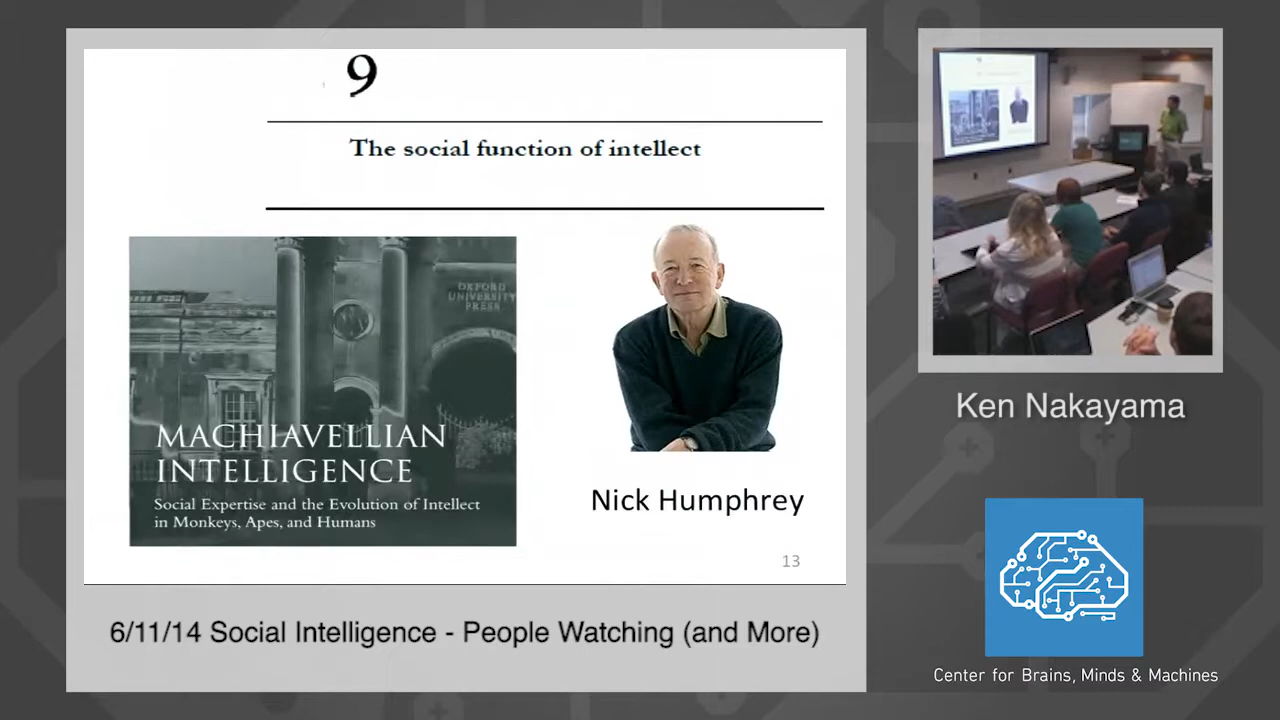 9
The social function of intellect
OXFORD
UNIVERSITY
PRESS
MACHIAVELLIAN
INTELLIGENCE
Social Expertise and the Evolution of Intellect
in Monkeys, Apes, and Humans
Nick Humphrey
13
6/11/14 Social Intelligence - People Watching (and More)
Ken Nakayama
Center for Brains, Minds & Machines